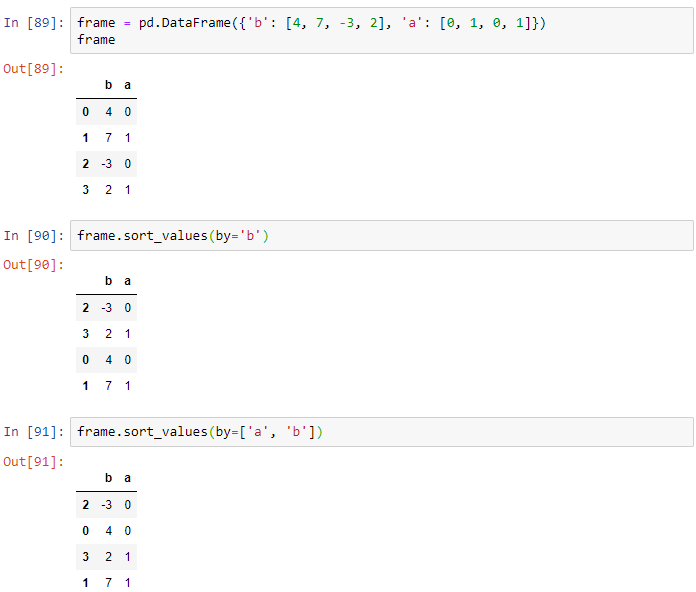 In [89]: frame = pd.DataFrame({'b': [4, 7, -3, 2], 'a': [0, 1, 0, 1]})
frame
Out[89]:
b a
0 4 0
1 7 1
2 -3 0
3 2 1
In [90]: frame.sort_values(by='b')
Out[90]:
b a
2 -3 0
3 2 1
0 4 0
1 7 1
In [91]: frame.sort_values(by=['a', 'b'])
Out[91]:
b a
2 -3 0
0 4 0
3 2 1
1 7 1